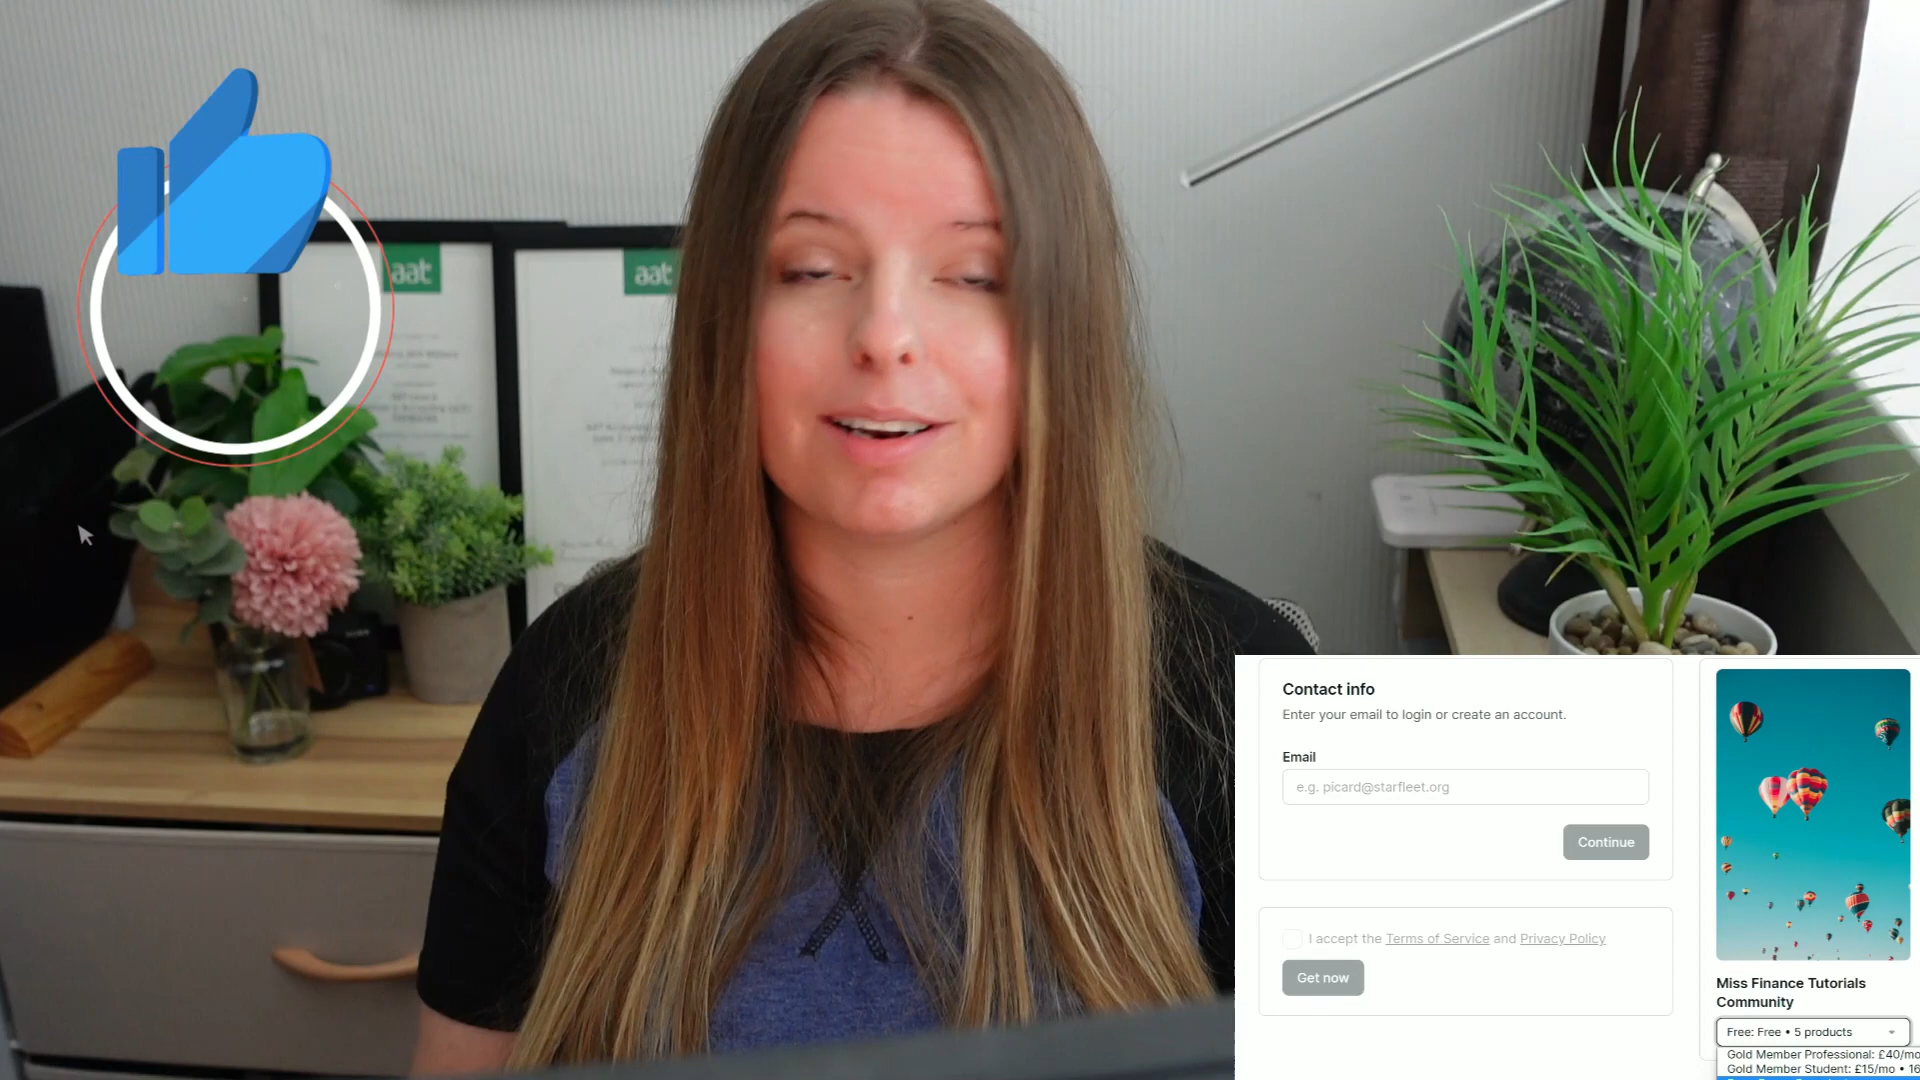 aat
aat
Contact info
Enter your email to login or create an account.
Email
e.g. picard@starfleet.org
Continue
I accept the Terms of Service and Privacy Policy
Get now
Miss Finance Tutorials
Community
Free: Free • 5 products
Gold Member Professional: £40/mo
Gold Member Student: £15/mo • 16